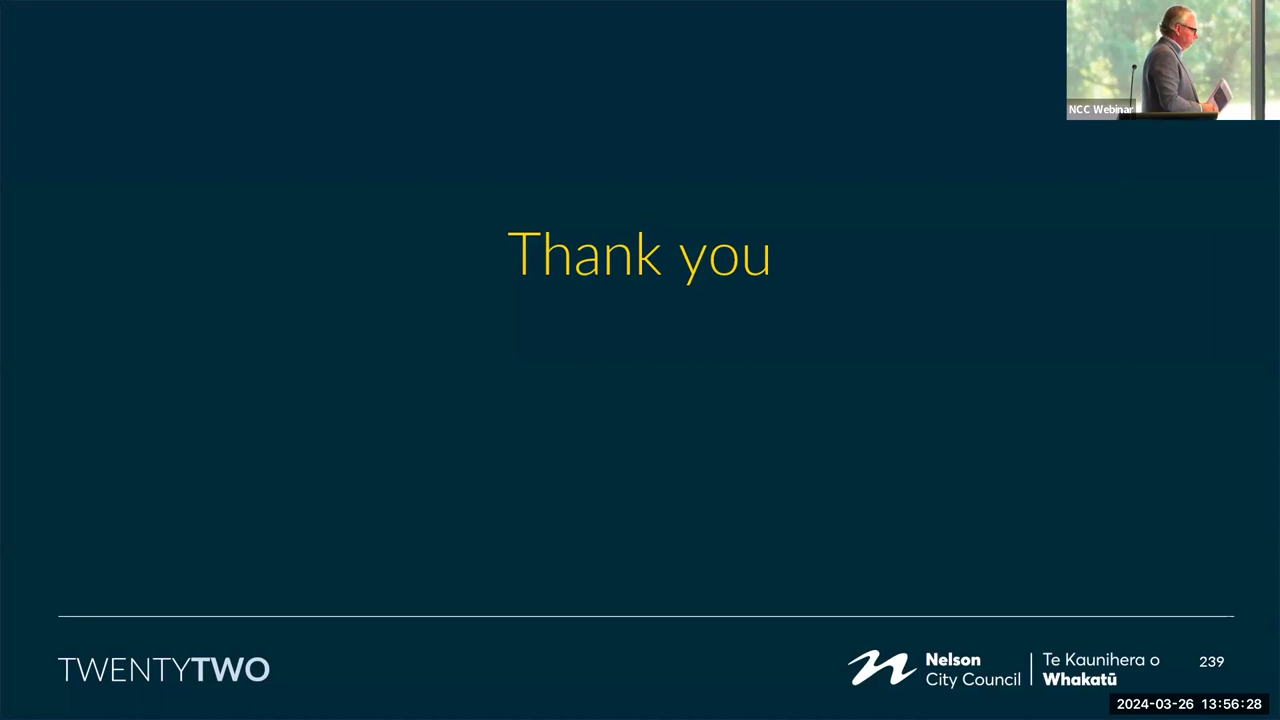 NCC Webinar
Thank you
TWENTYTWO
Nelson
City Council
Te Kaunihera o
Whakatū
239
2024-03-26 13:56:28